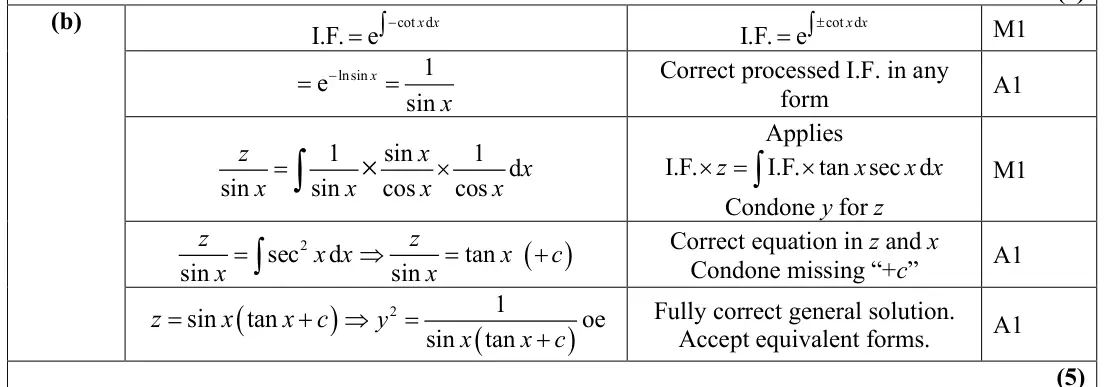 (b)
I.F. = e^{∫−cot x dx}
I.F. = e^{∫±cot x dx}
M1
= e^{−ln sin x} = 1/sin x
Correct processed I.F. in any
form
A1
z/sin x = ∫ 1/sin x × sin x/cos x × 1/cos x dx
Applies
I.F.× z = ∫ I.F.× tan x sec x dx
Condone y for z
M1
z/sin x = ∫ sec² x dx ⇒ z/sin x = tan x (+c)
Correct equation in z and x
Condone missing “+c”
A1
z = sin x (tan x + c) ⇒ y² = 1/(sin x (tan x + c)) oe
Fully correct general solution.
Accept equivalent forms.
A1
(5)